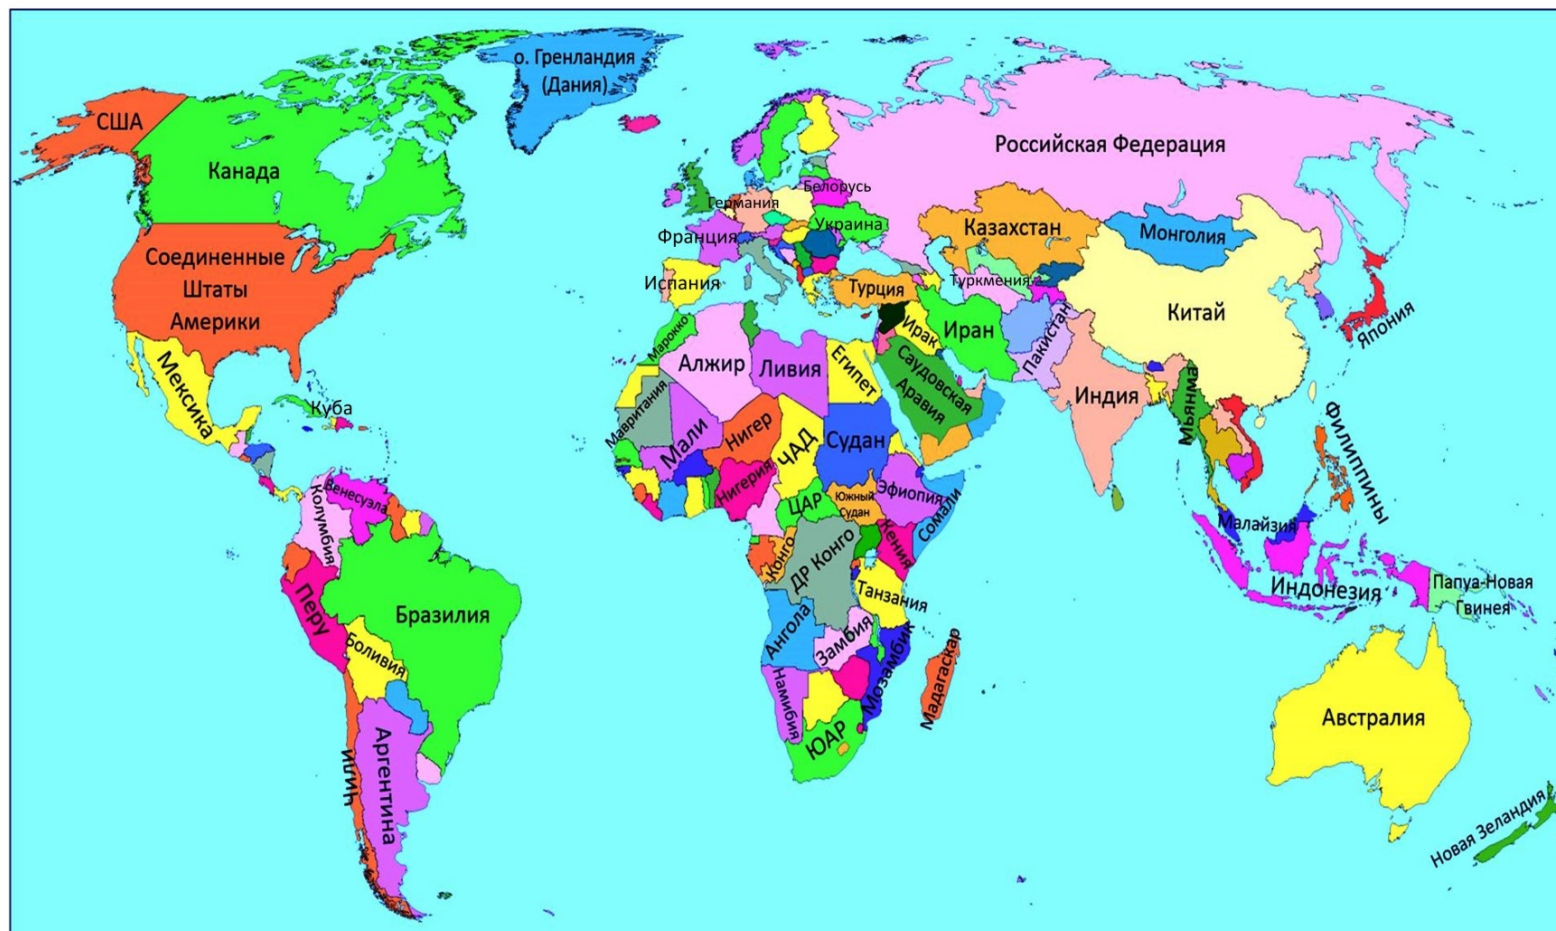 о. Гренландия
(Дания)
США
Канада
Российская Федерация
Белорусь
Германия
Украина
Франция
Казахстан
Монголия
Соединенные
Штаты
Америки
Испания
Туркмения
Турция
Китай
Япония
Марокко
Алжир
Ливия
Египет
Ирак
Иран
Пакистан
Саудовская
Аравия
Индия
Мьянма
Мексика
Куба
Мавритания
Мали
Нигер
ЧАД
Судан
Филиппины
Венесуэла
Колумбия
Нигерия
ЦАР
Южный
Судан
Эфиопия
Сомали
Малайзия
Конго
ДР Конго
Кения
Индонезия
Папуа-Новая
Гвинея
Перу
Бразилия
Танзания
Ангола
Замбия
Мозамбик
Мадагаскар
Боливия
Намибия
ЮАР
Австралия
Чили
Аргентина
Новая Зеландия